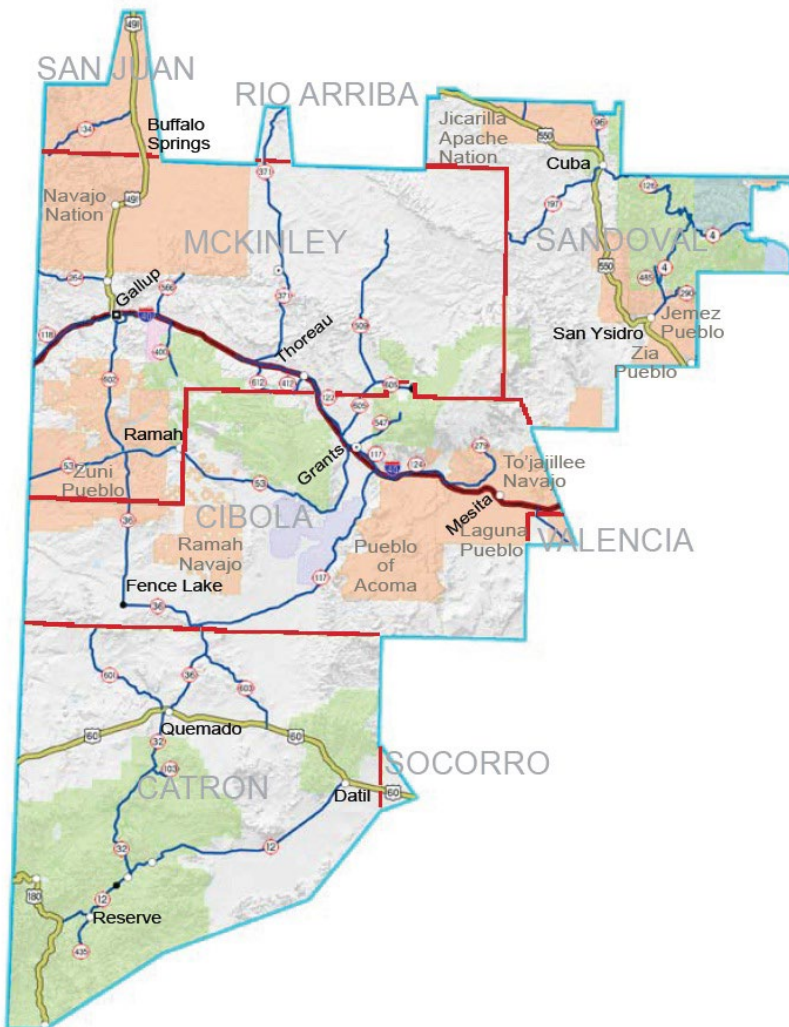 491
SAN JUAN
RIO ARRIBA
134
Buffalo
Springs
Jicarilla
Apache
Nation
550
96
Cuba
371
Navajo
Nation
491
197
126
MCKINLEY
SANDOVAL
4
550
264
Gallup
566
371
485
4
290
118
40
509
San Ysidro
Jemez
Pueblo
Zia
Pueblo
400
Thoreau
602
612
412
122
605
547
Ramah
Grants
117
40
124
279
To'jajillee
Navajo
53
Zuni
Pueblo
53
Mesita
36
CIBOLA
Ramah
Navajo
Pueblo
of
Acoma
Laguna
Pueblo
VALENCIA
117
Fence Lake
36
601
36
603
Quemado
60
32
60
103
SOCORRO
CATRON
Datil
60
32
12
12
180
Reserve
435